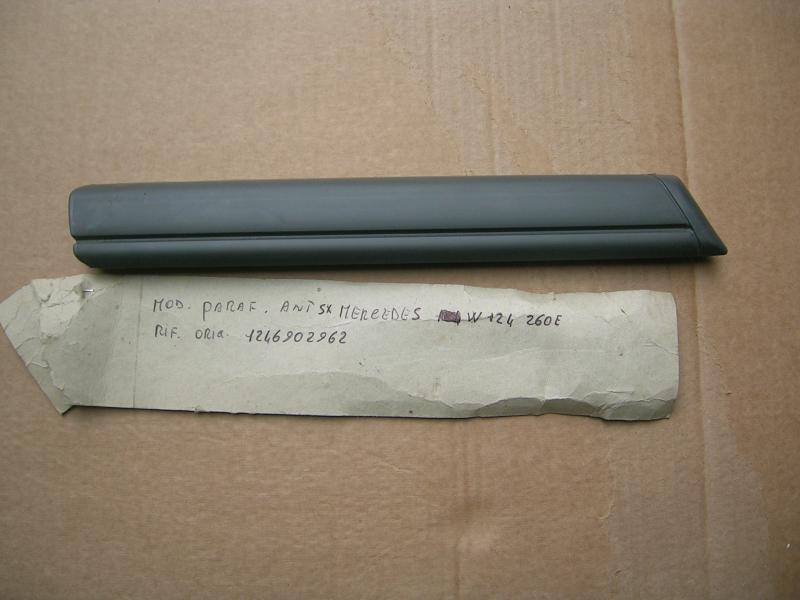 MOD. PARAF. ANT SX MERCEDES W 124 260E
RIF. ORIG. 1246902962